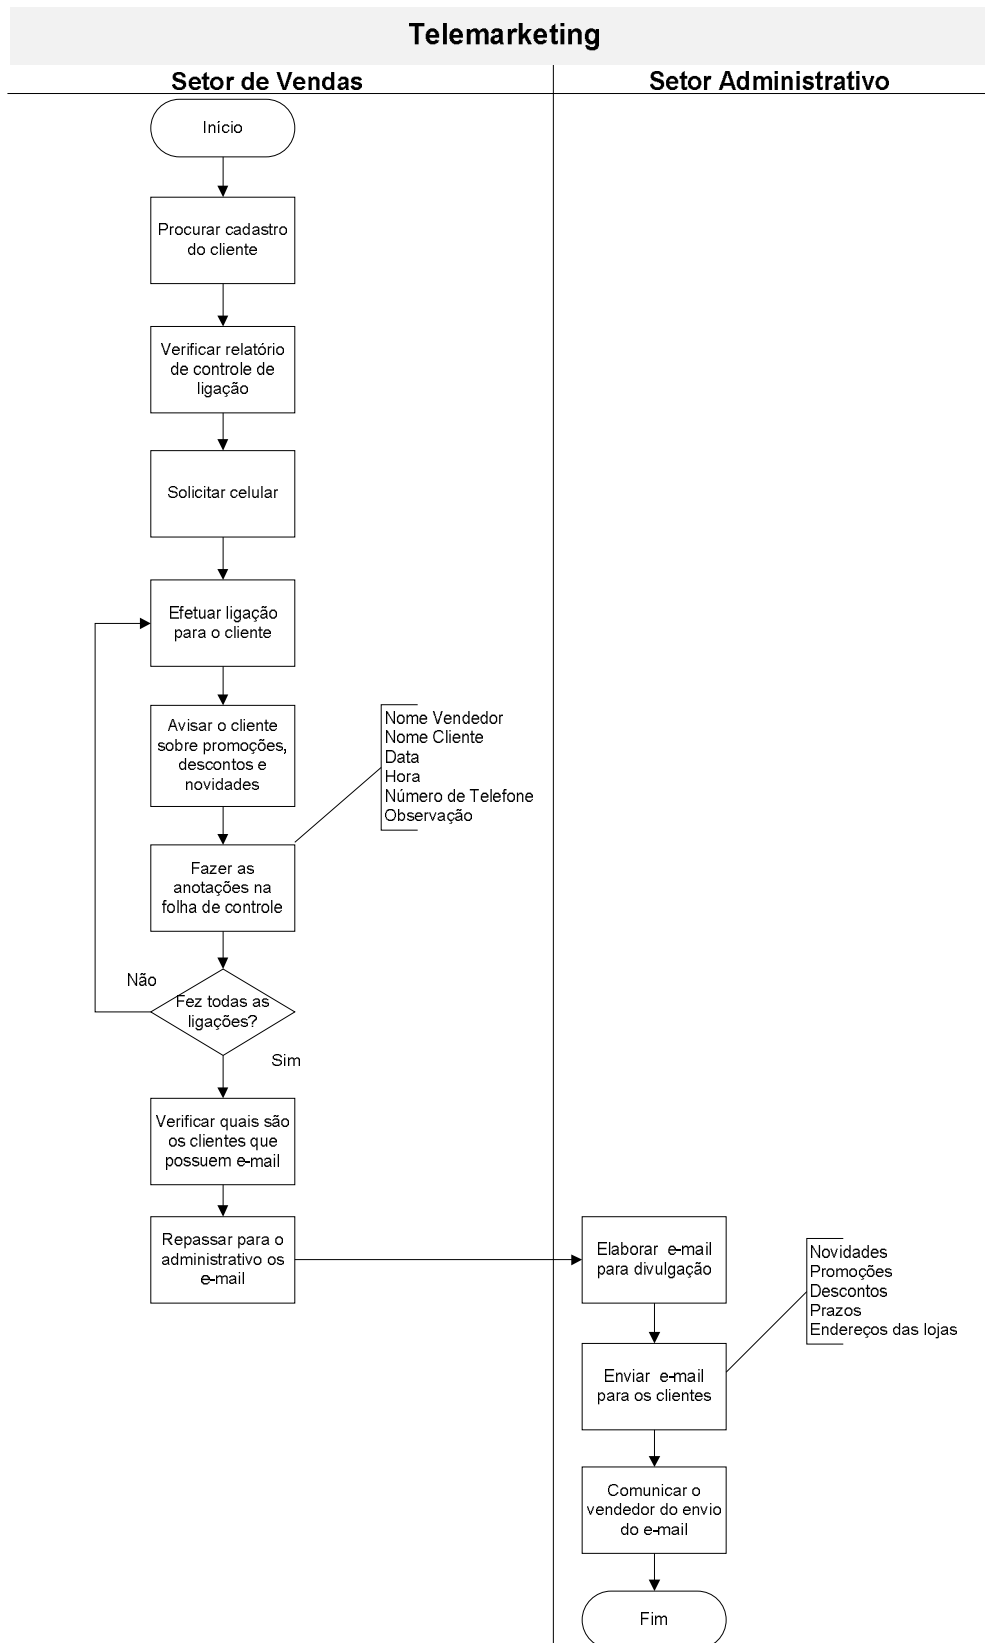 Telemarketing
Setor de Vendas
Setor Administrativo
Início
Procurar cadastro
do cliente
Verificar relatório
de controle de
ligação
Solicitar celular
Efetuar ligação
para o cliente
Avisar o cliente
sobre promoções,
descontos e
novidades
Nome Vendedor
Nome Cliente
Data
Hora
Número de Telefone
Observação
Fazer as
anotações na
folha de controle
Não
Fez todas as
ligações?
Sim
Verificar quais são
os clientes que
possuem e-mail
Repassar para o
administrativo os
e-mail
Elaborar e-mail
para divulgação
Novidades
Promoções
Descontos
Prazos
Endereços das lojas
Enviar e-mail
para os clientes
Comunicar o
vendedor do envio
do e-mail
Fim